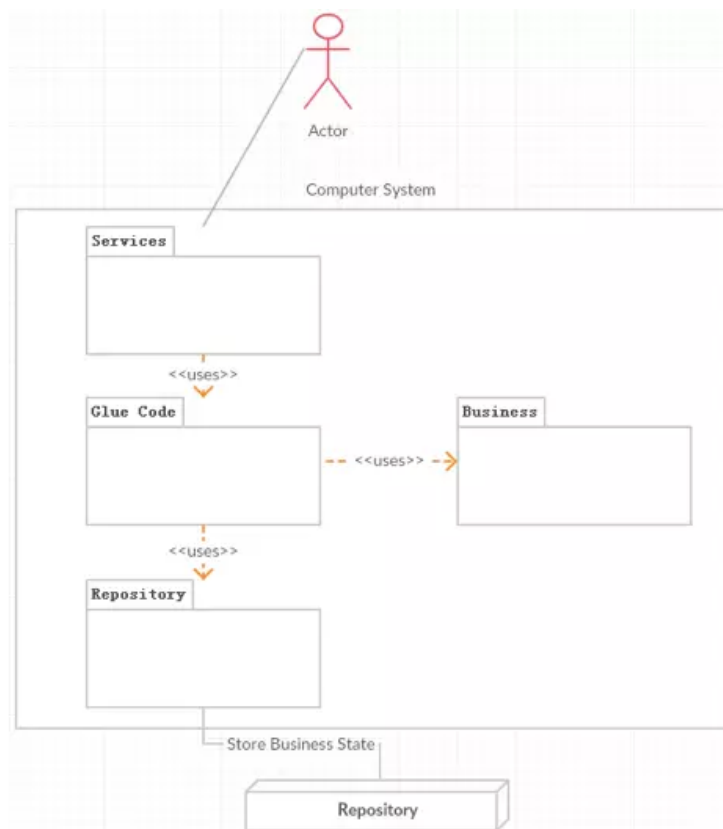 Actor
Computer System
Services
<<uses>>
Glue Code
Business
<<uses>>
<<uses>>
Repository
Store Business State
Repository